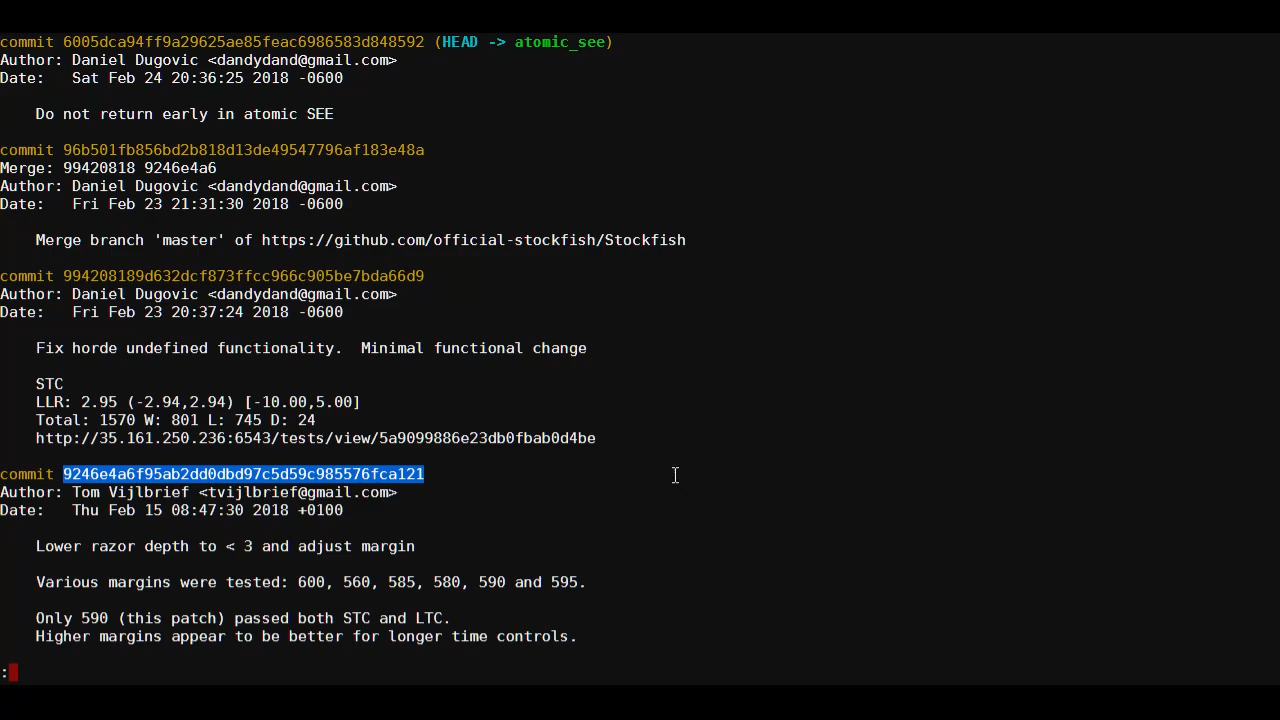 commit 6005dca94ff9a29625ae85feac6986583d848592 (HEAD -> atomic_see)
Author: Daniel Dugovic <dandydand@gmail.com>
Date:   Sat Feb 24 20:36:25 2018 -0600
    Do not return early in atomic SEE
commit 96b501fb856bd2b818d13de49547796af183e48a
Merge: 99420818 9246e4a6
Author: Daniel Dugovic <dandydand@gmail.com>
Date:   Fri Feb 23 21:31:30 2018 -0600
    Merge branch 'master' of https://github.com/official-stockfish/Stockfish
commit 994208189d632dcf873ffcc966c905be7bda66d9
Author: Daniel Dugovic <dandydand@gmail.com>
Date:   Fri Feb 23 20:37:24 2018 -0600
    Fix horde undefined functionality.  Minimal functional change
    STC
    LLR: 2.95 (-2.94,2.94) [-10.00,5.00]
    Total: 1570 W: 801 L: 745 D: 24
    http://35.161.250.236:6543/tests/view/5a9099886e23db0fbab0d4be
commit 9246e4a6f95ab2dd0dbd97c5d59c985576fca121
Author: Tom Vijlbrief <tvijlbrief@gmail.com>
Date:   Thu Feb 15 08:47:30 2018 +0100
    Lower razor depth to < 3 and adjust margin
    Various margins were tested: 600, 560, 585, 580, 590 and 595.
    Only 590 (this patch) passed both STC and LTC.
    Higher margins appear to be better for longer time controls.
: